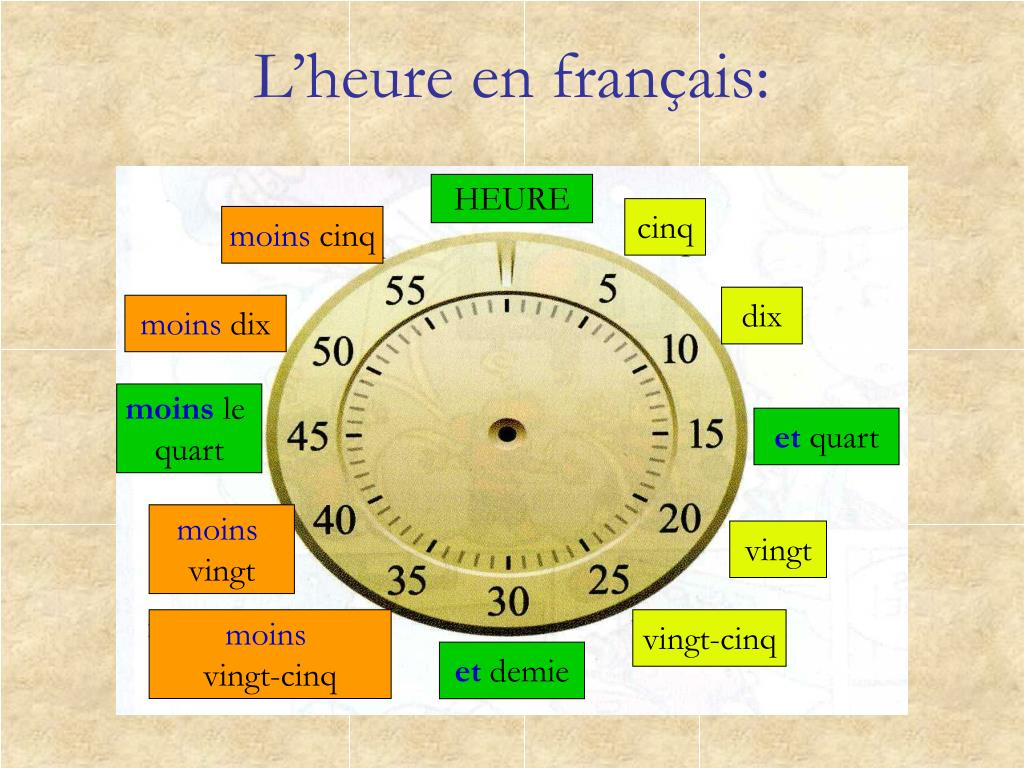 L’heure en français:
HEURE
moins cinq
cinq
55
5
moins dix
dix
50
10
moins le
quart
45
15
et quart
moins
vingt
40
20
vingt
35
25
30
moins
vingt-cinq
et demie
vingt-cinq